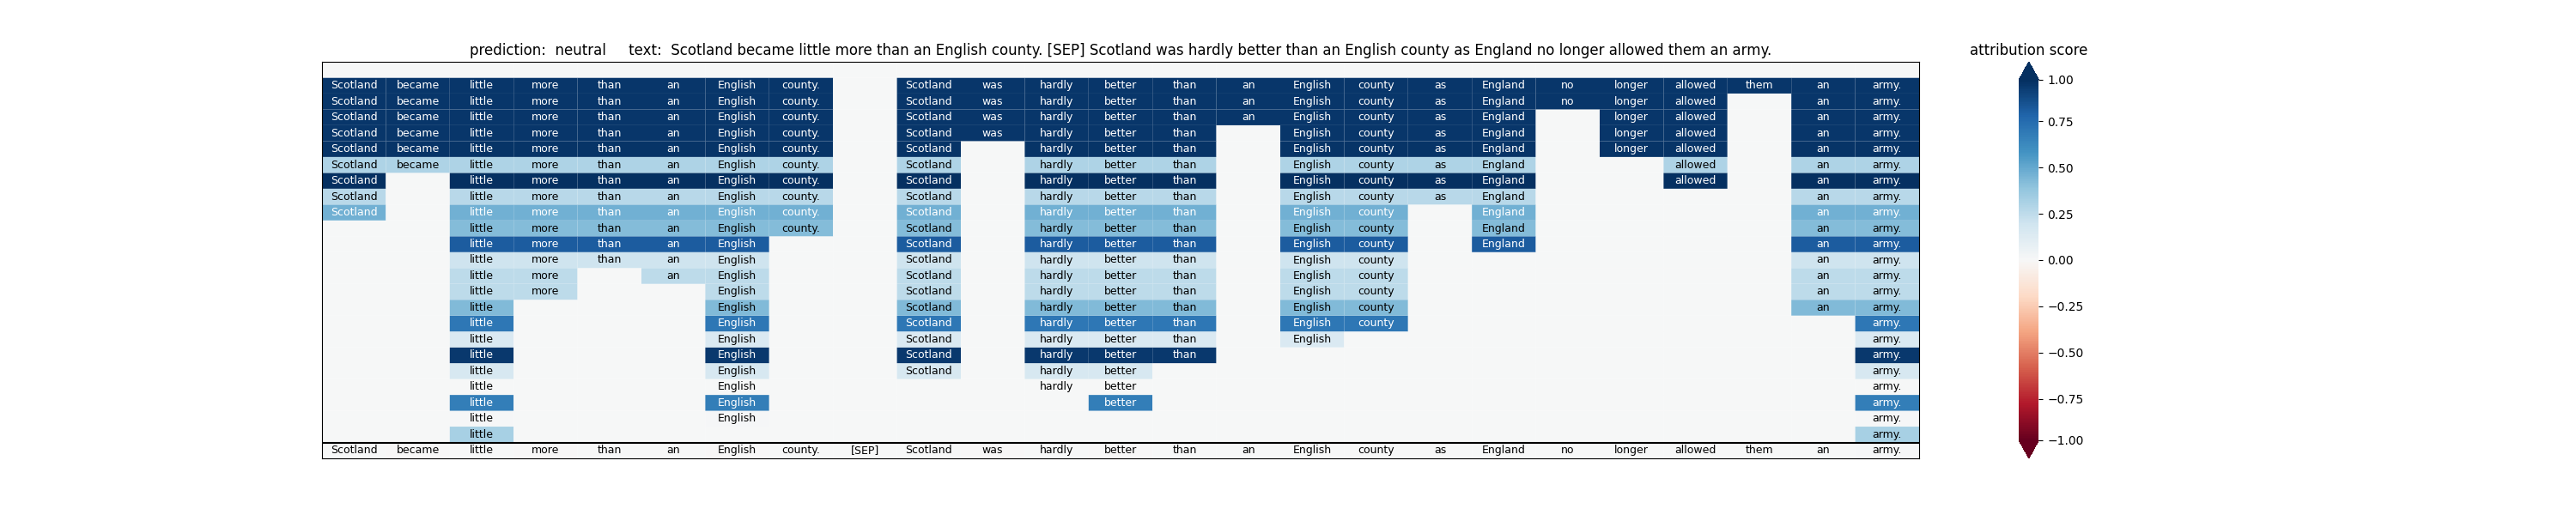 prediction: neutral text: Scotland became little more than an English county. [SEP] Scotland was hardly better than an English county as England no longer allowed them an army.
attribution score
Scotland became little more than an English county. Scotland was hardly better than an English county as England no longer allowed them an army.
Scotland became little more than an English county. Scotland was hardly better than an English county as England no longer allowed an army.
Scotland became little more than an English county. Scotland was hardly better than an English county as England longer allowed an army.
Scotland became little more than an English county. Scotland was hardly better than English county as England longer allowed an army.
Scotland became little more than an English county. Scotland hardly better than English county as England longer allowed an army.
Scotland became little more than an English county. Scotland hardly better than English county as England allowed an army.
Scotland little more than an English county. Scotland hardly better than English county as England allowed an army.
Scotland little more than an English county. Scotland hardly better than English county as England an army.
Scotland little more than an English county. Scotland hardly better than English county England an army.
little more than an English county. Scotland hardly better than English county England an army.
little more than an English Scotland hardly better than English county England an army.
little more than an English Scotland hardly better than English county an army.
little more an English Scotland hardly better than English county an army.
little more English Scotland hardly better than English county an army.
little English Scotland hardly better than English county an army.
little English Scotland hardly better than English county army.
little English Scotland hardly better than English army.
little English Scotland hardly better than army.
little English Scotland hardly better army.
little English hardly better army.
little English better army.
little English army.
little army.
Scotland became little more than an English county. [SEP] Scotland was hardly better than an English county as England no longer allowed them an army.
1.00
0.75
0.50
0.25
0.00
−0.25
−0.50
−0.75
−1.00